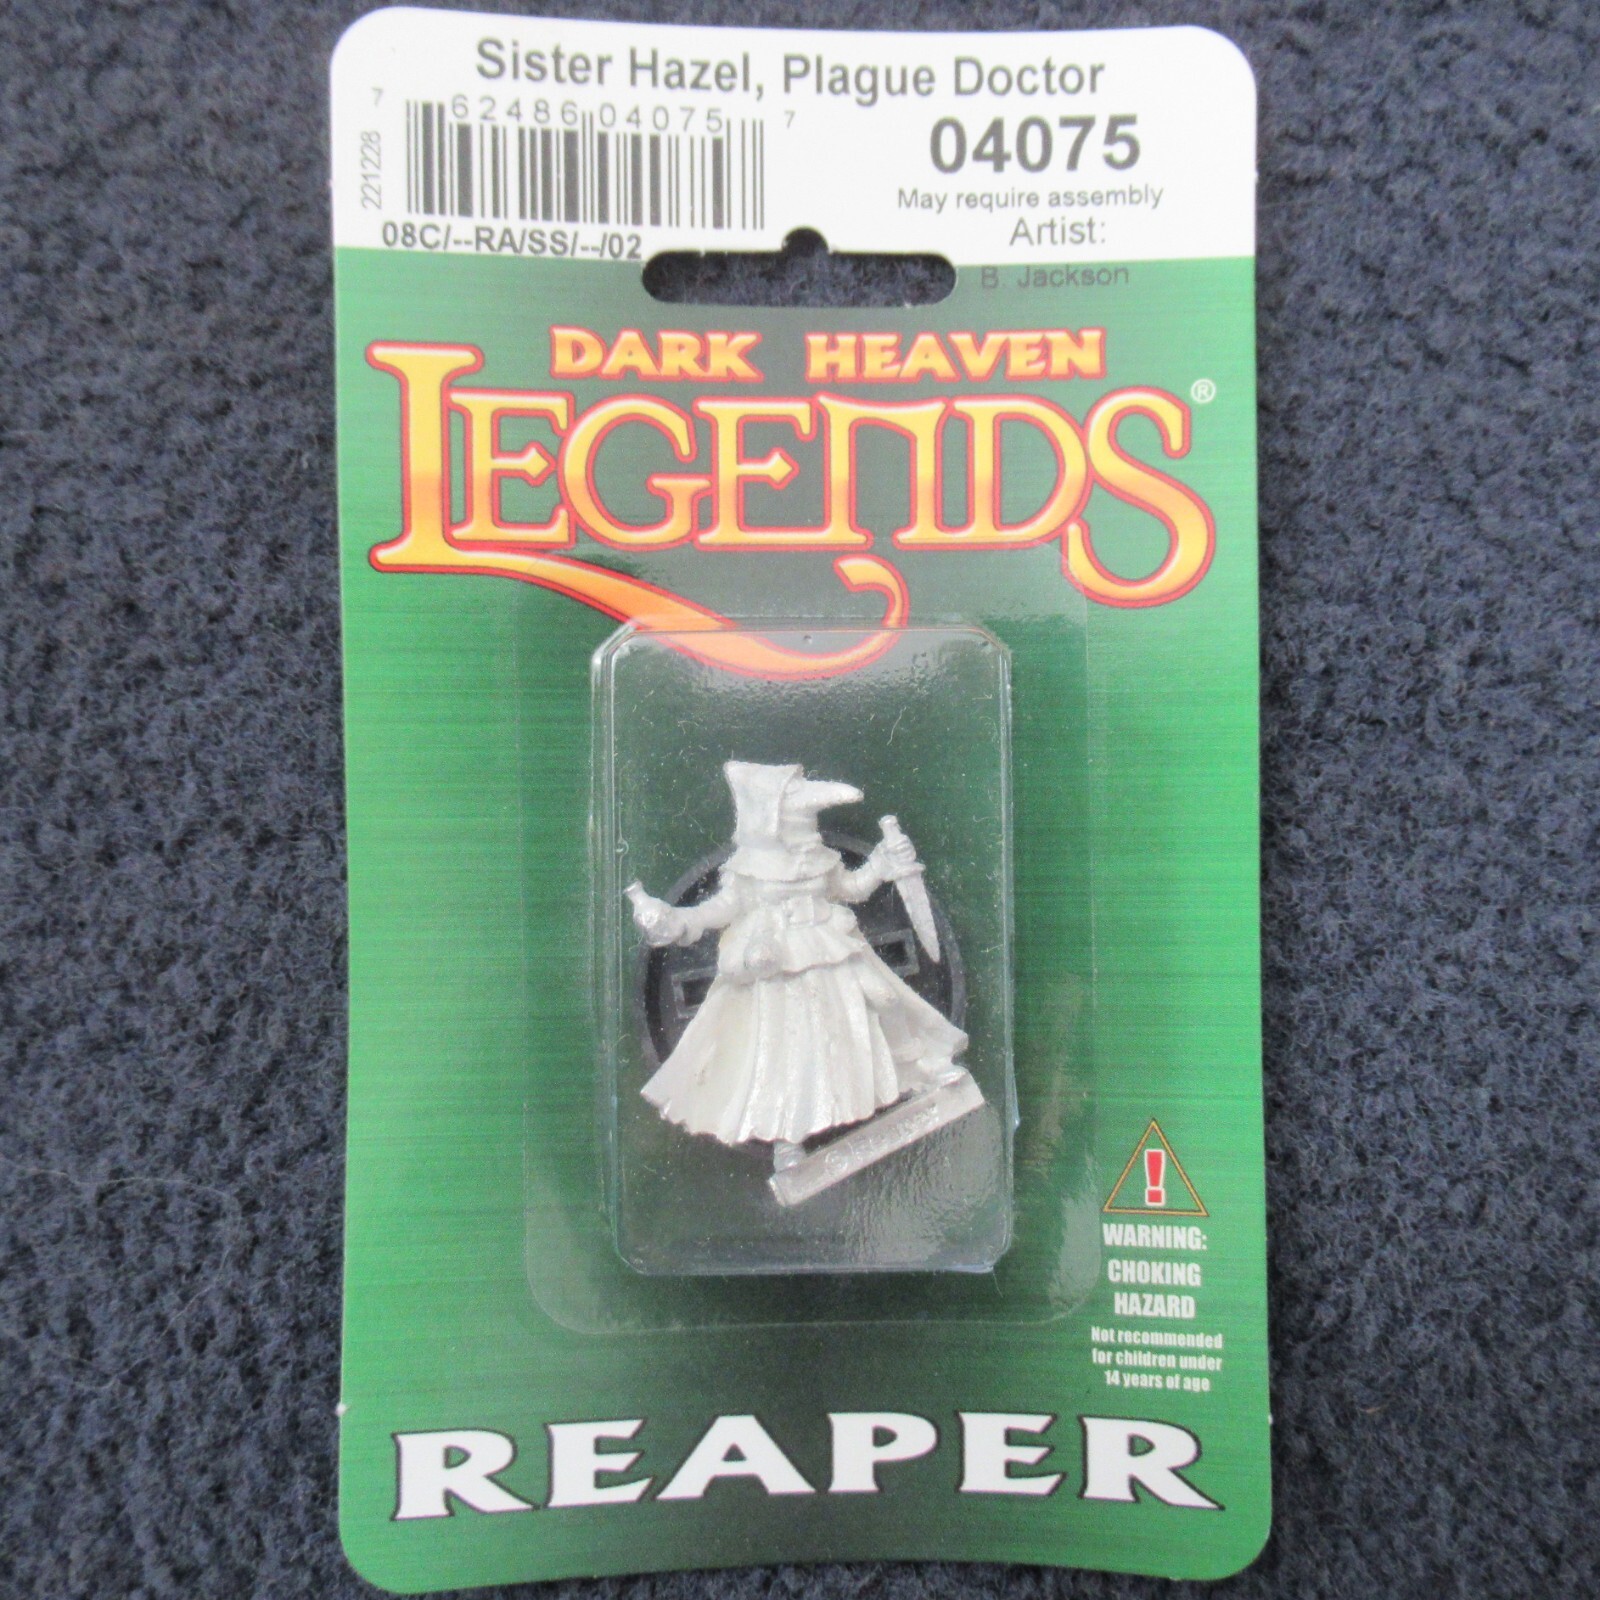 Sister Hazel, Plague Doctor
7 62486 04075 7
221228
04075
May require assembly
08C/--RA/SS/--/02
Artist:
B. Jackson
DARK HEAVEN
LEGENDS®
!
WARNING:
CHOKING
HAZARD
Not recommended
for children under
14 years of age
REAPER